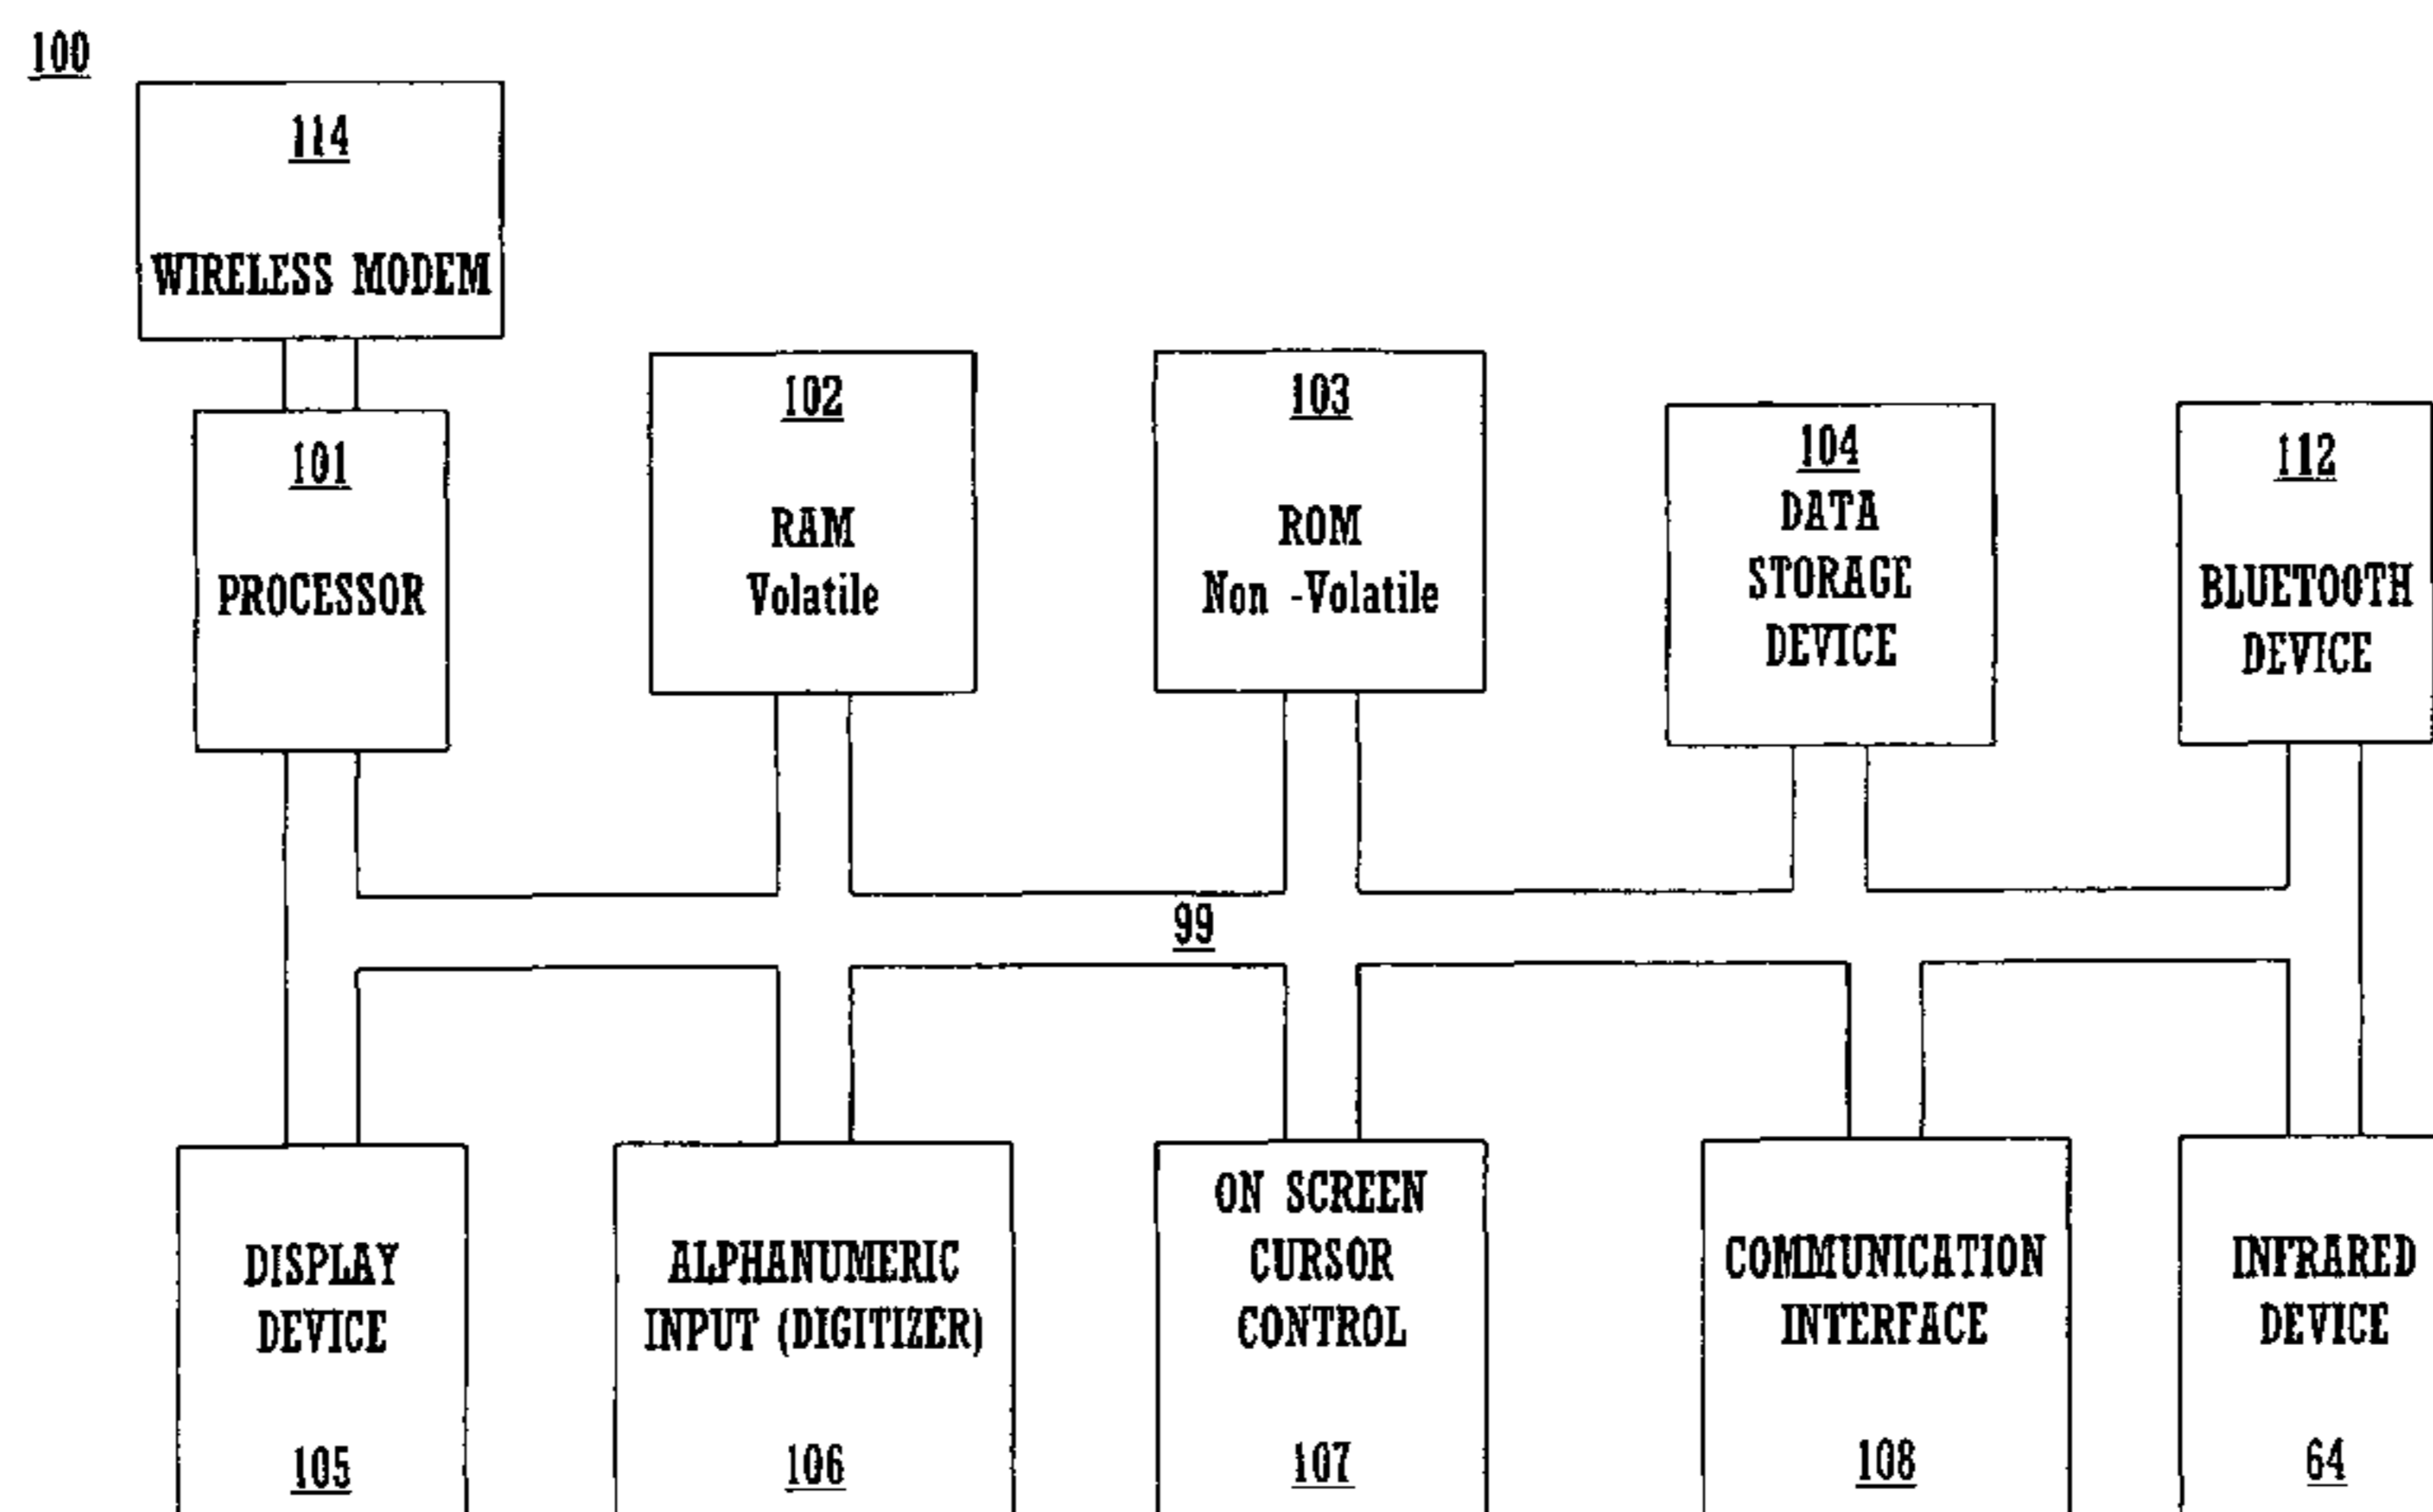 100
114
WIRELESS MODEM
101
PROCESSOR
102
RAM
Volatile
103
ROM
Non -Volatile
104
DATA
STORAGE
DEVICE
112
BLUETOOTH
DEVICE
99
DISPLAY
DEVICE
105
ALPHANUMERIC
INPUT (DIGITIZER)
106
ON SCREEN
CURSOR
CONTROL
107
COMMUNICATION
INTERFACE
108
INFRARED
DEVICE
64